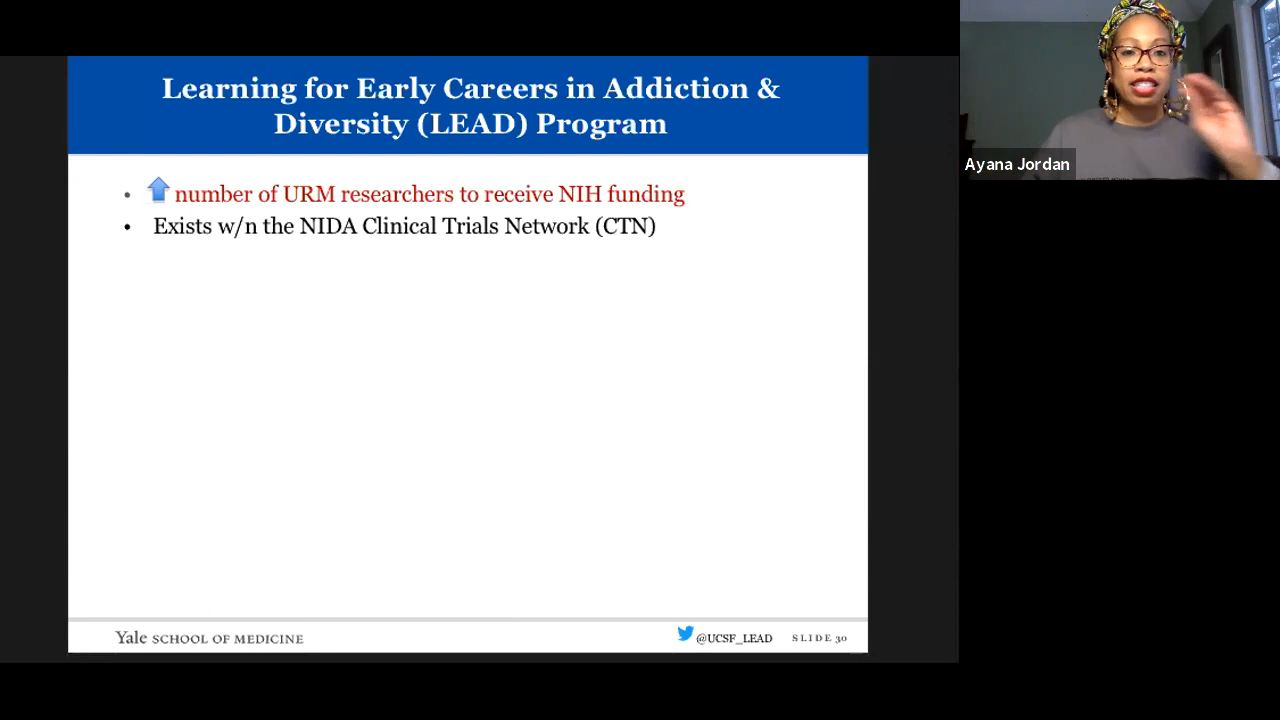 Learning for Early Careers in Addiction &
Diversity (LEAD) Program
• number of URM researchers to receive NIH funding
• Exists w/n the NIDA Clinical Trials Network (CTN)
Yale SCHOOL OF MEDICINE
@UCSF_LEAD SLIDE 30
Ayana Jordan